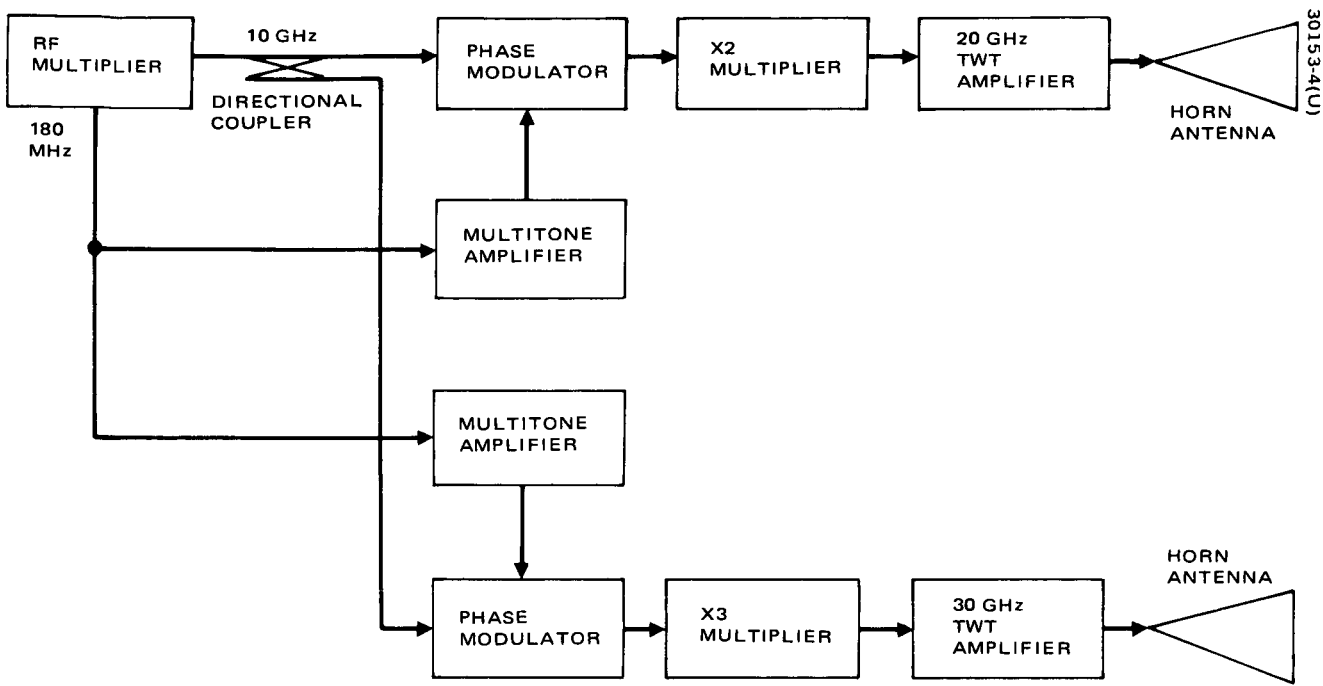 RF
MULTIPLIER
10 GHz
DIRECTIONAL
COUPLER
180
MHz
PHASE
MODULATOR
X2
MULTIPLIER
20 GHz
TWT
AMPLIFIER
HORN
ANTENNA
30153-4(U)
MULTITONE
AMPLIFIER
MULTITONE
AMPLIFIER
PHASE
MODULATOR
X3
MULTIPLIER
30 GHz
TWT
AMPLIFIER
HORN
ANTENNA